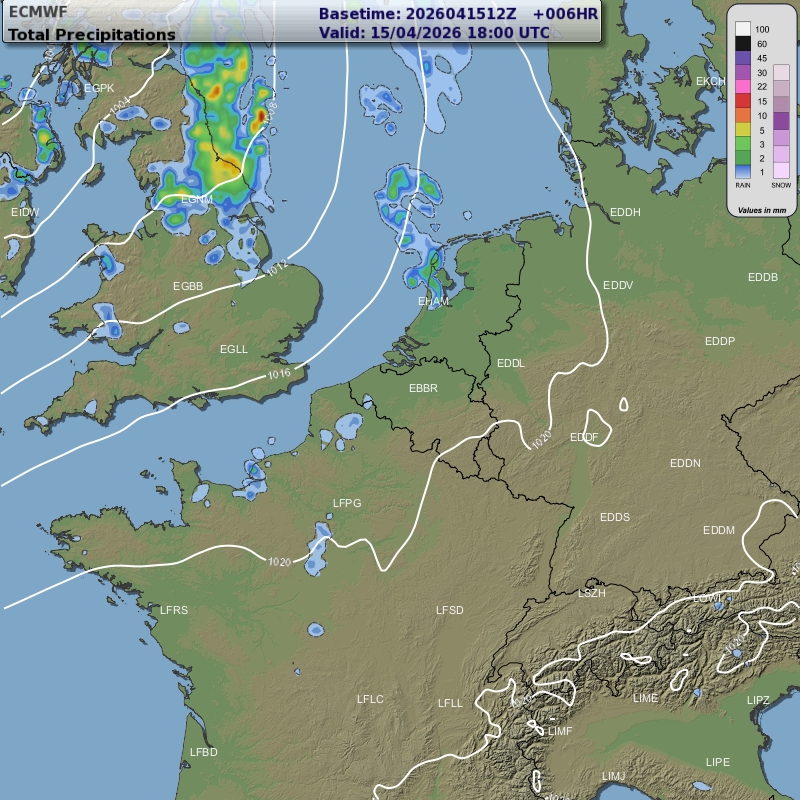 ECMWF
Basetime: 2026041512Z +006HR
Total Precipitations
Valid: 15/04/2026 18:00 UTC
100
60
45
30
22
15
10
5
3
2
1
RAIN SNOW
Values in mm
EGPK
EKCH
1004
1008
EGNM
EIDW
EDDH
1012
EGBB
EDDV
EDDB
EHAM
EGLL
EDDP
1016
EDDL
EBBR
1020
EDDF
EDDN
LFPG
EDDS
EDDM
1020
LSZH
LOWI
LFRS
LFSD
1020
LFLC
LFLL
LIME
LIPZ
LIMF
LFBD
LIPE
LIMJ